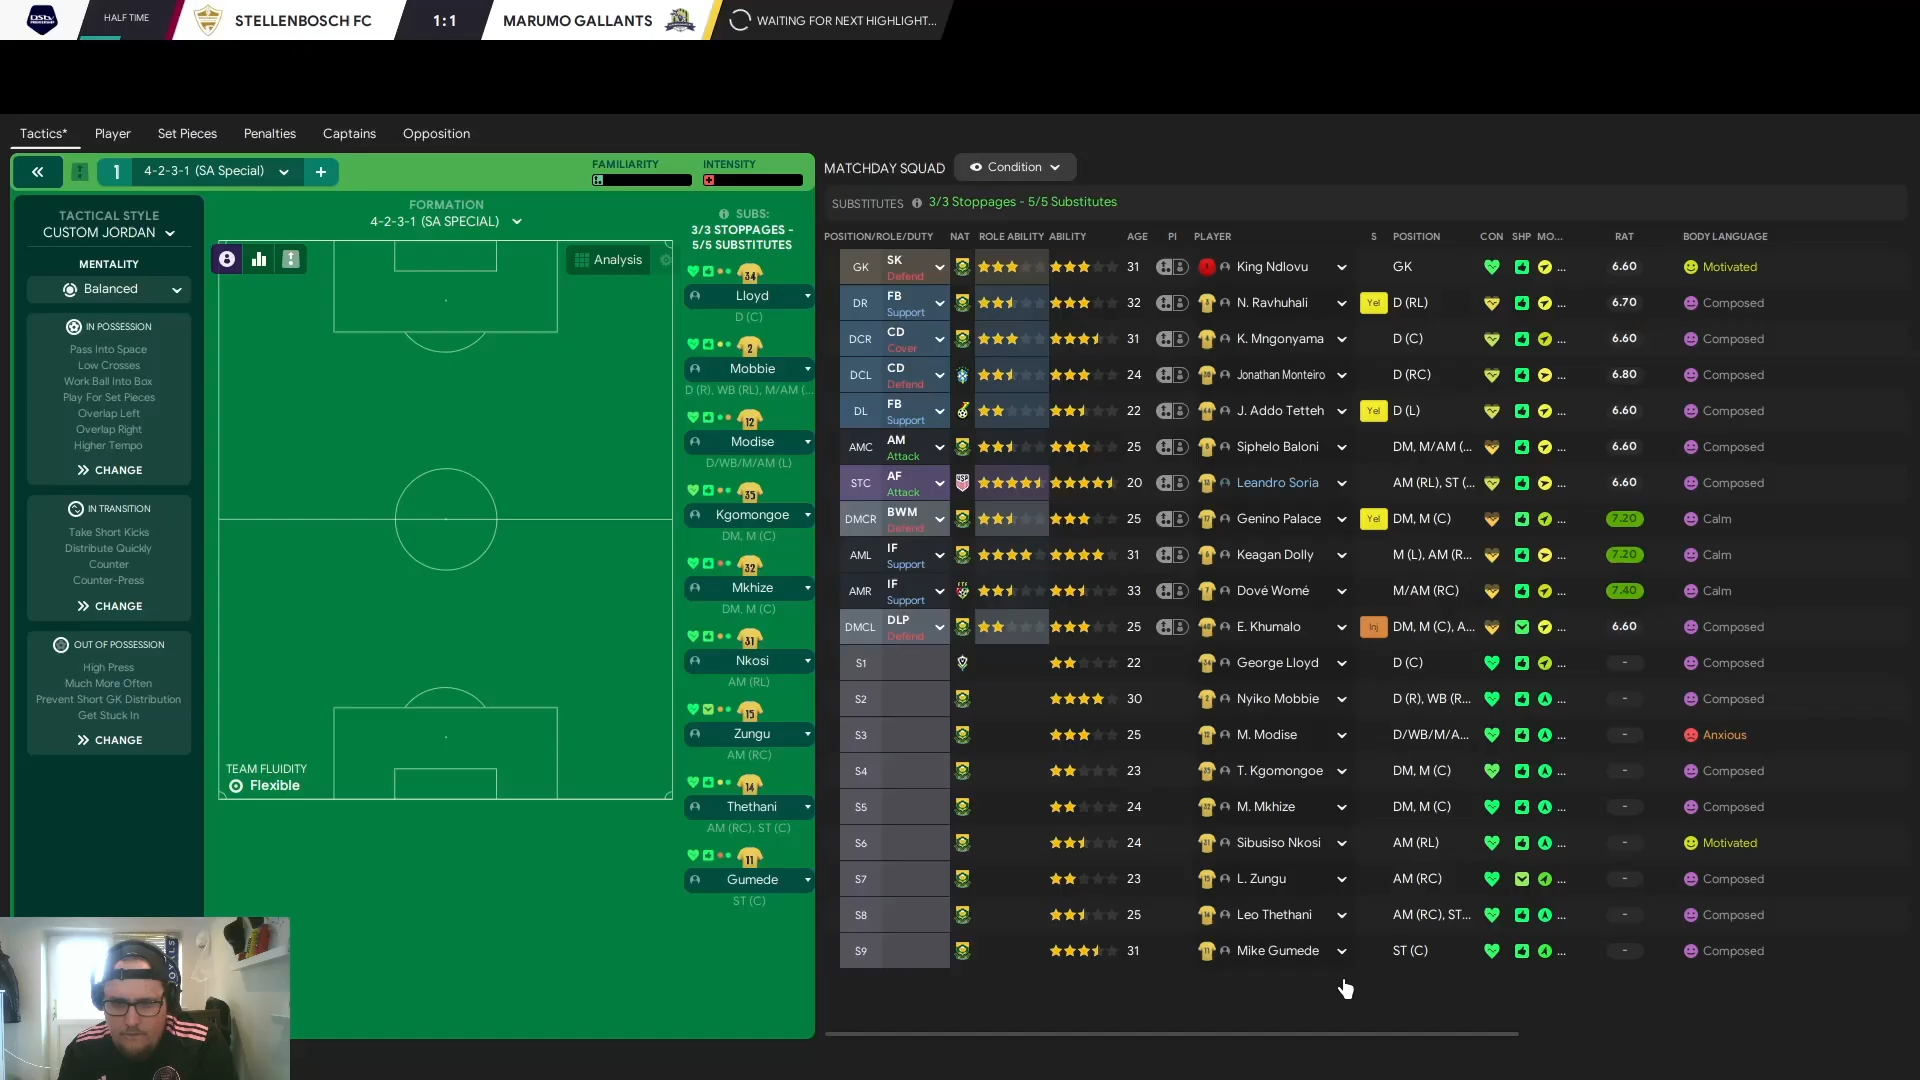 HALF TIME
STELLENBOSCH FC
1:1
MARUMO GALLANTS
WAITING FOR NEXT HIGHLIGHT...
Tactics* Player Set Pieces Penalties Captains Opposition
1 4-2-3-1 (SA Special)
FAMILIARITY
INTENSITY
TACTICAL STYLE
CUSTOM JORDAN
MENTALITY
Balanced
IN POSSESSION
Pass Into Space
Low Crosses
Work Ball Into Box
Play For Set Pieces
Overlap Left
Overlap Right
Higher Tempo
CHANGE
IN TRANSITION
Take Short Kicks
Distribute Quickly
Counter
Counter-Press
CHANGE
OUT OF POSSESSION
High Press
Much More Often
Prevent Short GK Distribution
Get Stuck In
CHANGE
FORMATION
4-2-3-1 (SA SPECIAL)
Analysis
TEAM FLUIDITY
Flexible
SUBS:
3/3 STOPPAGES -
5/5 SUBSTITUTES
34
Lloyd
D (C)
2
Mobbie
D (R), WB (RL), M/AM (...
12
Modise
D/WB/M/AM (L)
35
Kgomongoe
DM, M (C)
32
Mkhize
DM, M (C)
31
Nkosi
AM (RL)
15
Zungu
AM (RC)
14
Thethani
AM (RC), ST (C)
11
Gumede
ST (C)
MATCHDAY SQUAD Condition
SUBSTITUTES 3/3 Stoppages - 5/5 Substitutes
POSITION/ROLE/DUTY NAT ROLE ABILITY ABILITY AGE PI PLAYER S POSITION CON SHP MO... RAT BODY LANGUAGE
GK SK Defend 31 King Ndlovu GK ... 6.60 Motivated
DR FB Support 32 N. Ravhuhali Yel D (RL) ... 6.70 Composed
DCR CD Cover 31 K. Mngonyama D (C) ... 6.60 Composed
DCL CD Defend 24 Jonathan Monteiro D (RC) ... 6.80 Composed
DL FB Support 22 J. Addo Tetteh Yel D (L) ... 6.60 Composed
AMC AM Attack 25 Siphelo Baloni DM, M/AM (... ... 6.60 Composed
STC AF Attack 20 Leandro Soria AM (RL), ST (... ... 6.60 Composed
DMCR BWM Defend 25 Genino Palace Yel DM, M (C) ... 7.20 Calm
AML IF Support 31 Keagan Dolly M (L), AM (R... ... 7.20 Calm
AMR IF Support 33 Dové Womé M/AM (RC) ... 7.40 Calm
DMCL DLP Defend 25 E. Khumalo Inj DM, M (C), A... ... 6.60 Composed
S1 22 George Lloyd D (C) ... - Composed
S2 30 Nyiko Mobbie D (R), WB (R... ... - Composed
S3 25 M. Modise D/WB/M/A... ... - Anxious
S4 23 T. Kgomongoe DM, M (C) ... - Composed
S5 24 M. Mkhize DM, M (C) ... - Composed
S6 24 Sibusiso Nkosi AM (RL) ... - Motivated
S7 23 L. Zungu AM (RC) ... - Composed
S8 25 Leo Thethani AM (RC), ST... ... - Composed
S9 31 Mike Gumede ST (C) ... - Composed